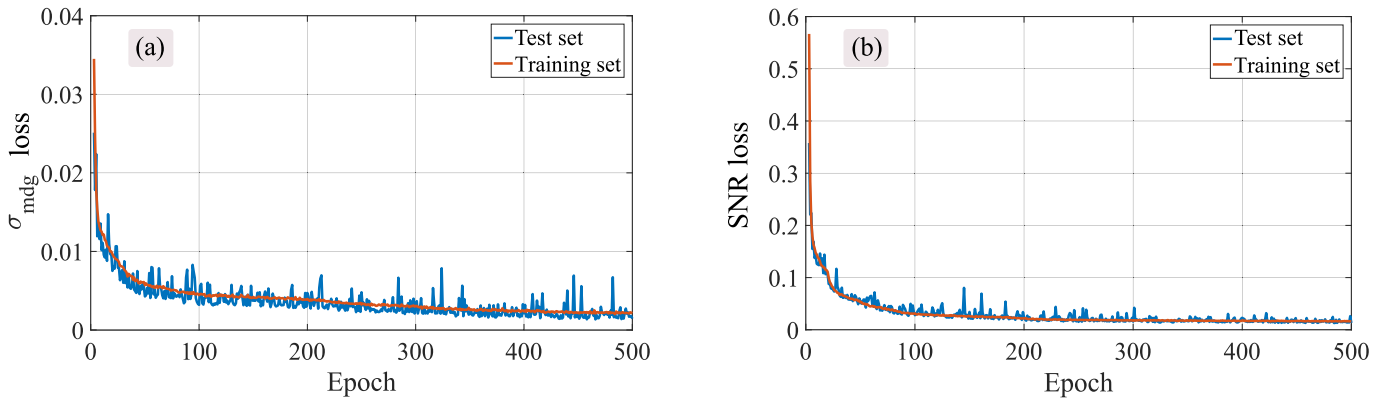 (a)
Test set
Training set
0.04
0.03
0.02
0.01
0
σmdg loss
0 100 200 300 400 500
Epoch
(b)
Test set
Training set
0.6
0.5
0.4
0.3
0.2
0.1
0
SNR loss
0 100 200 300 400 500
Epoch